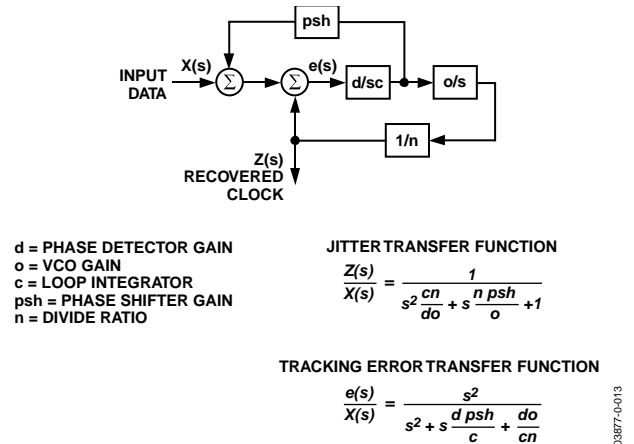 psh
X(s)
e(s)
INPUT
DATA
Σ
Σ
d/sc
o/s
1/n
Z(s)
RECOVERED
CLOCK
d = PHASE DETECTOR GAIN
o = VCO GAIN
c = LOOP INTEGRATOR
psh = PHASE SHIFTER GAIN
n = DIVIDE RATIO
JITTER TRANSFER FUNCTION
Z(s)/X(s) = 1/(s² cn/do + s n psh/o + 1)
TRACKING ERROR TRANSFER FUNCTION
e(s)/X(s) = s²/(s² + s d psh/c + do/cn)
03877-0-013